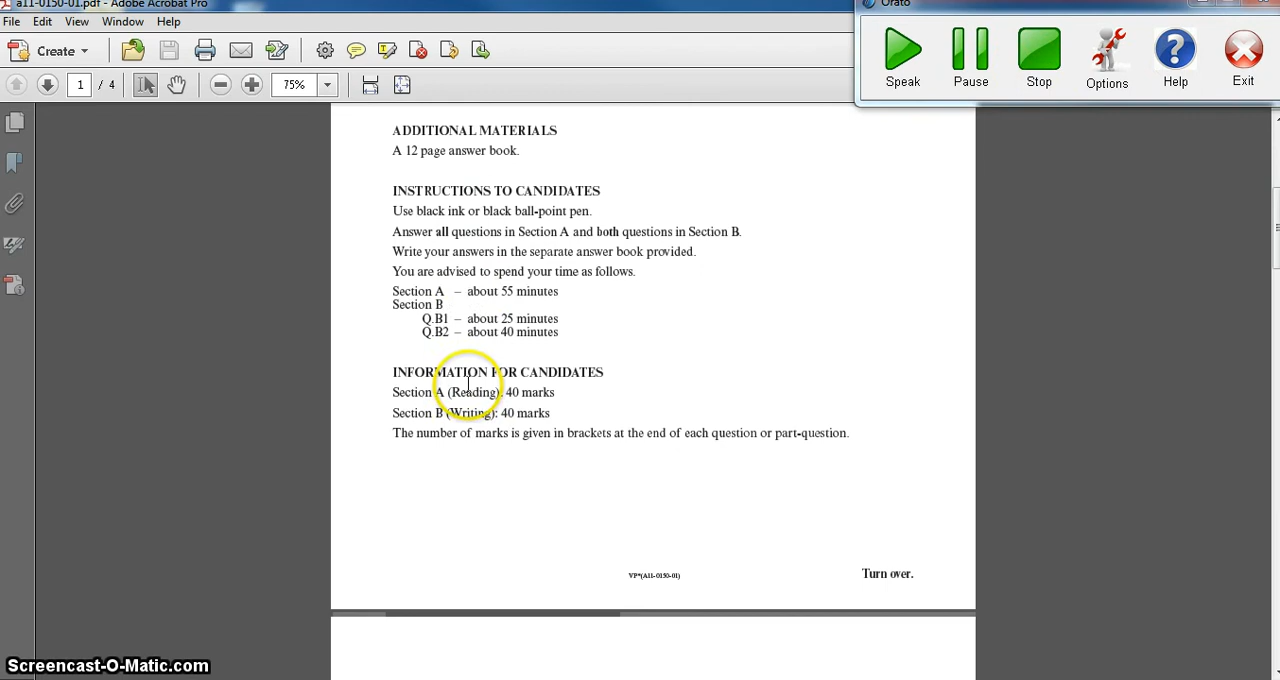 a11-0150-01.pdf - Adobe Acrobat Pro
Orato
File Edit View Window Help
Create
Speak Pause Stop Options Help Exit
1 / 4 75%
ADDITIONAL MATERIALS
A 12 page answer book.
INSTRUCTIONS TO CANDIDATES
Use black ink or black ball-point pen.
Answer all questions in Section A and both questions in Section B.
Write your answers in the separate answer book provided.
You are advised to spend your time as follows.
Section A – about 55 minutes
Section B
Q.B1 – about 25 minutes
Q.B2 – about 40 minutes
INFORMATION FOR CANDIDATES
Section A (Reading): 40 marks
Section B (Writing): 40 marks
The number of marks is given in brackets at the end of each question or part-question.
VP*(A11-0150-01)
Turn over.
Screencast-O-Matic.com